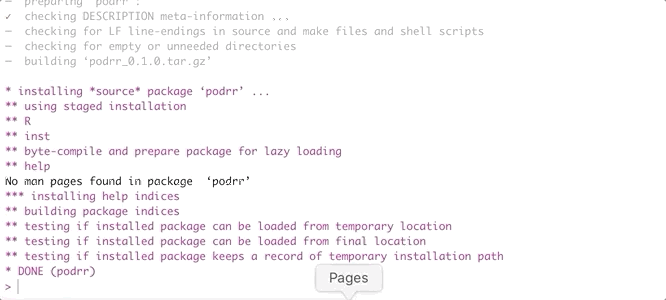 — preparing ‘podrr’:
✓ checking DESCRIPTION meta-information ...
— checking for LF line-endings in source and make files and shell scripts
— checking for empty or unneeded directories
— building ‘podrr_0.1.0.tar.gz’
* installing *source* package ‘podrr’ ...
** using staged installation
** R
** inst
** byte-compile and prepare package for lazy loading
** help
No man pages found in package ‘podrr’
*** installing help indices
** building package indices
** testing if installed package can be loaded from temporary location
** testing if installed package can be loaded from final location
** testing if installed package keeps a record of temporary installation path
* DONE (podrr)
>
Pages